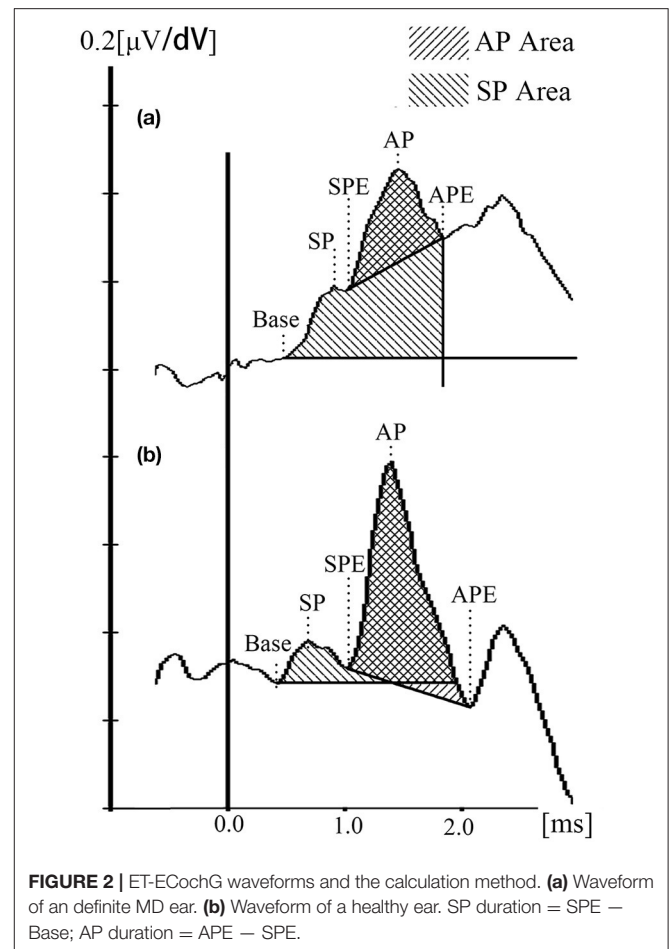 0.2[μV/dV]
AP Area
SP Area
(a)
AP
SPE
APE
SP
Base
(b)
AP
SPE
APE
SP
Base
0.0 1.0 2.0 [ms]
FIGURE 2 | ET-ECochG waveforms and the calculation method. (a) Waveform
of an definite MD ear. (b) Waveform of a healthy ear. SP duration = SPE −
Base; AP duration = APE − SPE.